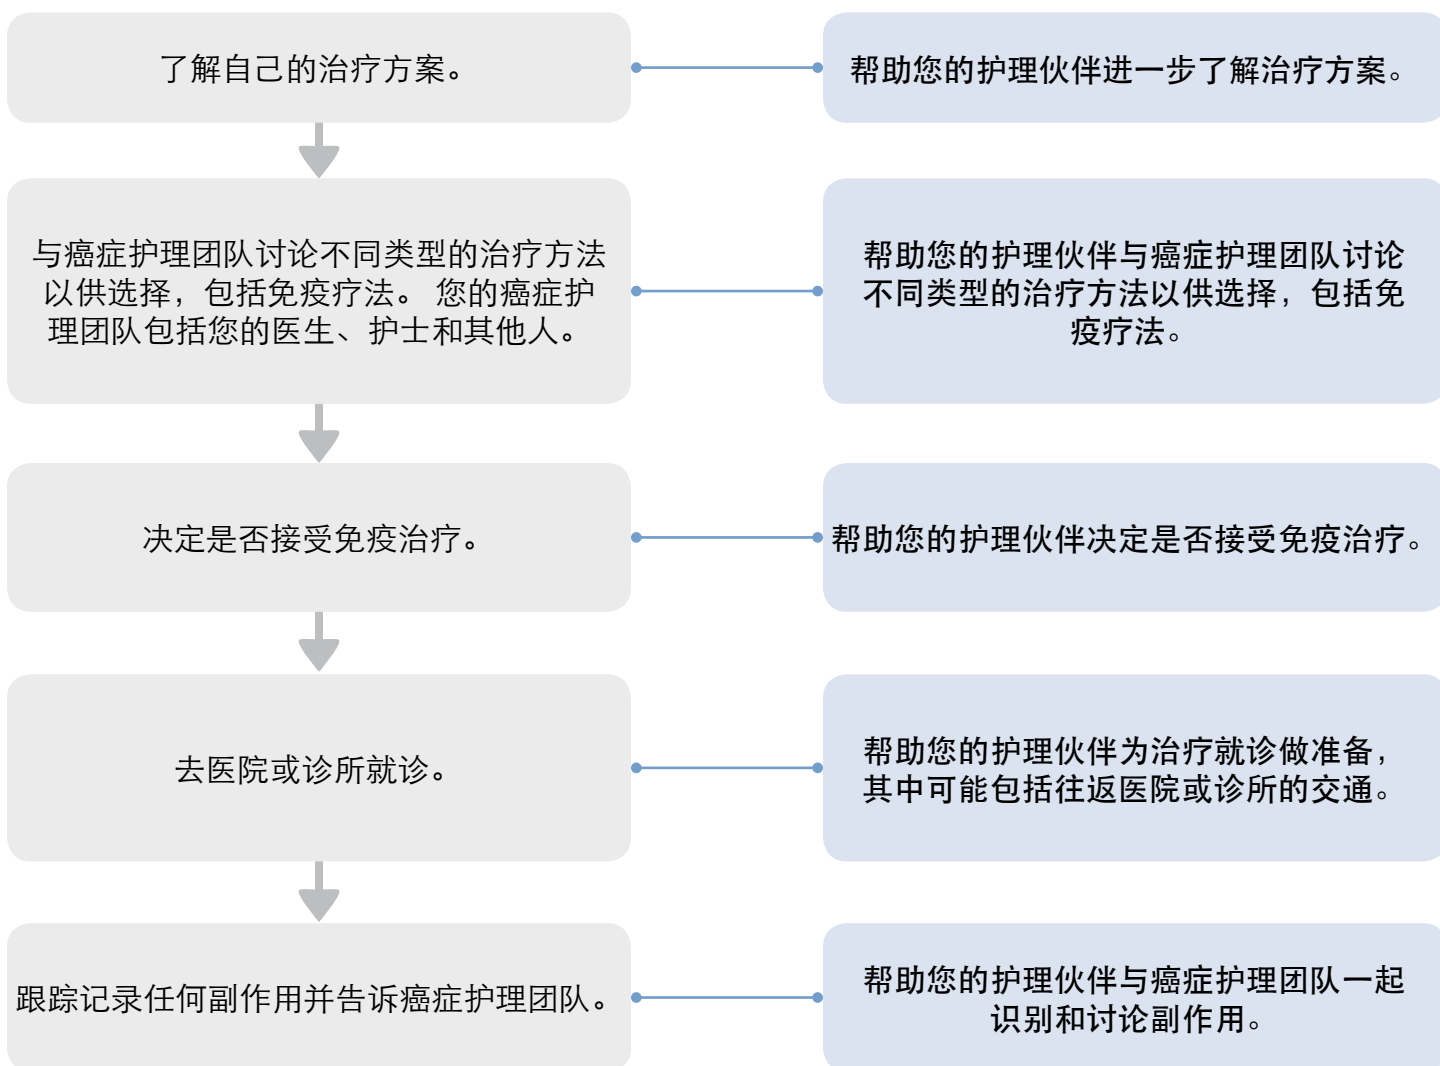 了解自己的治疗方案。
帮助您的护理伙伴进一步了解治疗方案。
与癌症护理团队讨论不同类型的治疗方法
以供选择，包括免疫疗法。 您的癌症护
理团队包括您的医生、护士和其他人。
帮助您的护理伙伴与癌症护理团队讨论
不同类型的治疗方法以供选择，包括免
疫疗法。
决定是否接受免疫治疗。
帮助您的护理伙伴决定是否接受免疫治疗。
去医院或诊所就诊。
帮助您的护理伙伴为治疗就诊做准备，
其中可能包括往返医院或诊所的交通。
跟踪记录任何副作用并告诉癌症护理团队。
帮助您的护理伙伴与癌症护理团队一起
识别和讨论副作用。